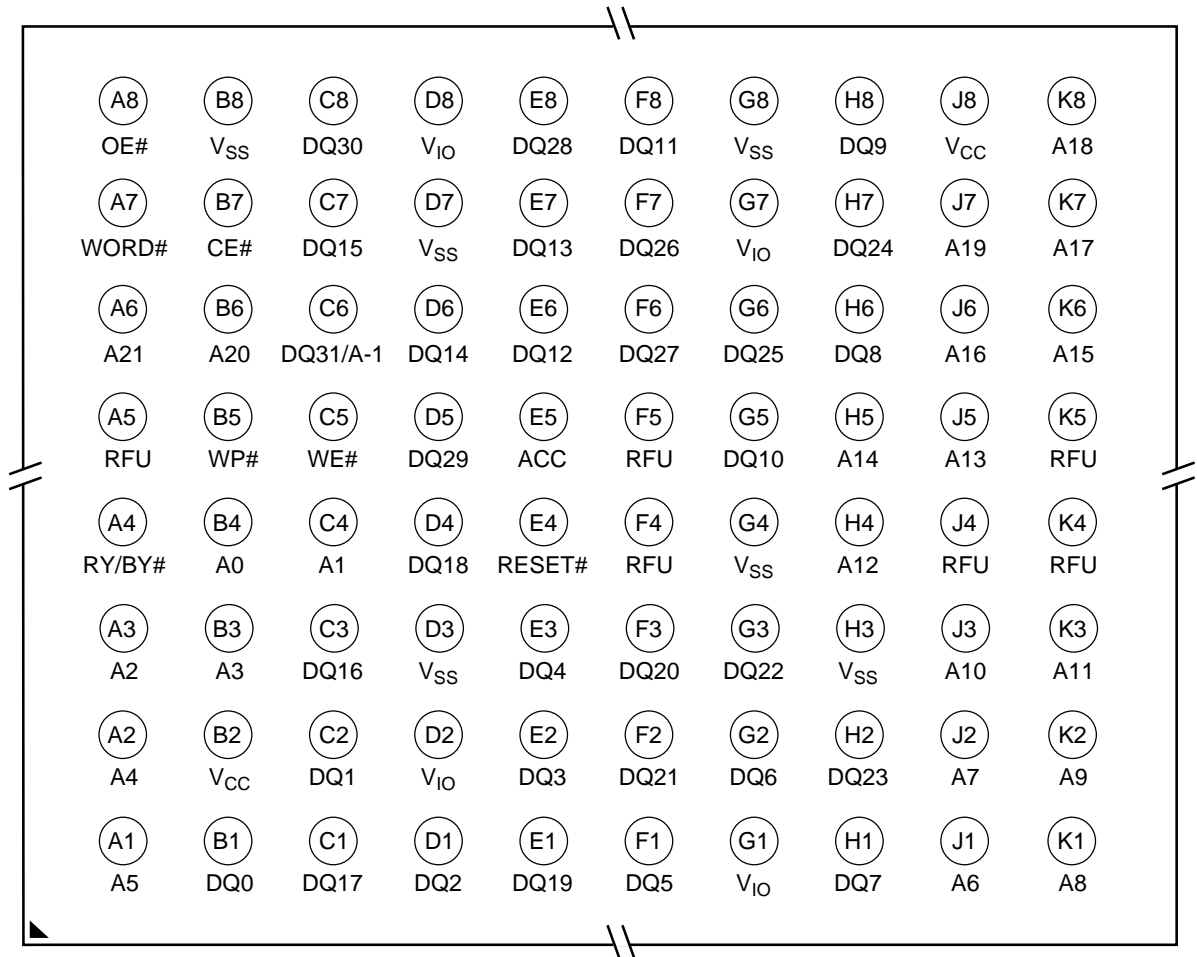 A8 B8 C8 D8 E8 F8 G8 H8 J8 K8
OE# VSS DQ30 VIO DQ28 DQ11 VSS DQ9 VCC A18
A7 B7 C7 D7 E7 F7 G7 H7 J7 K7
WORD# CE# DQ15 VSS DQ13 DQ26 VIO DQ24 A19 A17
A6 B6 C6 D6 E6 F6 G6 H6 J6 K6
A21 A20 DQ31/A-1 DQ14 DQ12 DQ27 DQ25 DQ8 A16 A15
A5 B5 C5 D5 E5 F5 G5 H5 J5 K5
RFU WP# WE# DQ29 ACC RFU DQ10 A14 A13 RFU
A4 B4 C4 D4 E4 F4 G4 H4 J4 K4
RY/BY# A0 A1 DQ18 RESET# RFU VSS A12 RFU RFU
A3 B3 C3 D3 E3 F3 G3 H3 J3 K3
A2 A3 DQ16 VSS DQ4 DQ20 DQ22 VSS A10 A11
A2 B2 C2 D2 E2 F2 G2 H2 J2 K2
A4 VCC DQ1 VIO DQ3 DQ21 DQ6 DQ23 A7 A9
A1 B1 C1 D1 E1 F1 G1 H1 J1 K1
A5 DQ0 DQ17 DQ2 DQ19 DQ5 VIO DQ7 A6 A8